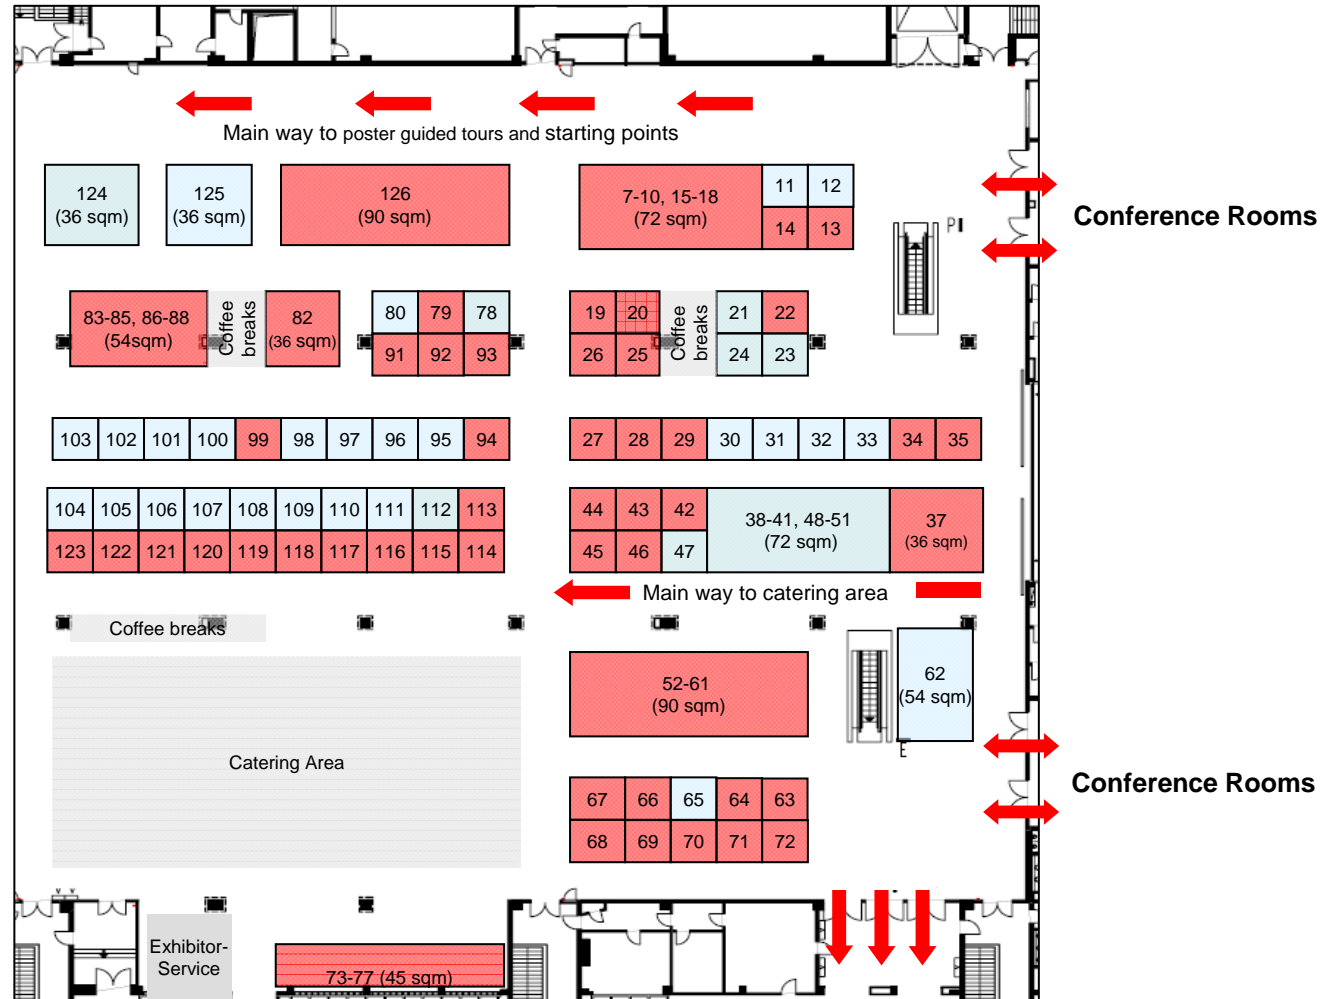 Main way to poster guided tours and starting points
124
(36 sqm)
125
(36 sqm)
126
(90 sqm)
7-10, 15-18
(72 sqm)
11 12
14 13
PI
Conference Rooms
83-85, 86-88
(54sqm)
Coffee
breaks
82
(36 sqm)
80 79 78
91 92 93
19 20
26 25
Coffee
breaks
21 22
24 23
103 102 101 100 99 98 97 96 95 94
27 28 29 30 31 32 33 34 35
104 105 106 107 108 109 110 111 112 113
123 122 121 120 119 118 117 116 115 114
44 43 42
45 46 47
38-41, 48-51
(72 sqm)
37
(36 sqm)
Main way to catering area
Coffee breaks
52-61
(90 sqm)
62
(54 sqm)
E
Catering Area
Conference Rooms
67 66 65 64 63
68 69 70 71 72
Exhibitor-
Service
73-77 (45 sqm)